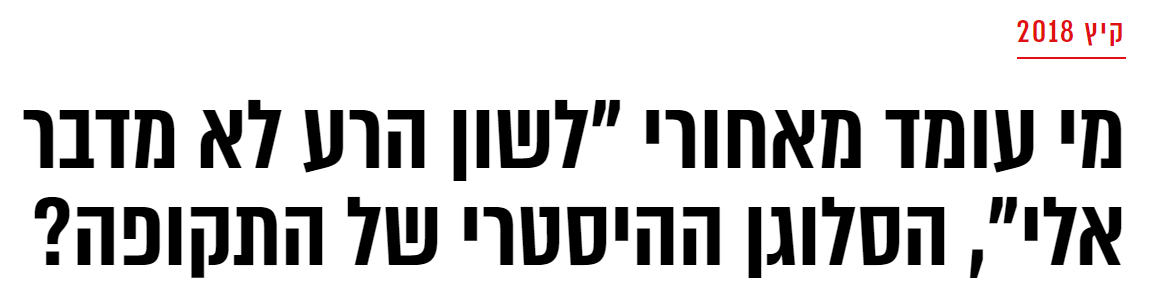 קיץ 2018
מי עומד מאחורי "לשון הרע לא מדבר
אלי", הסלוגן ההיסטרי של התקופה?